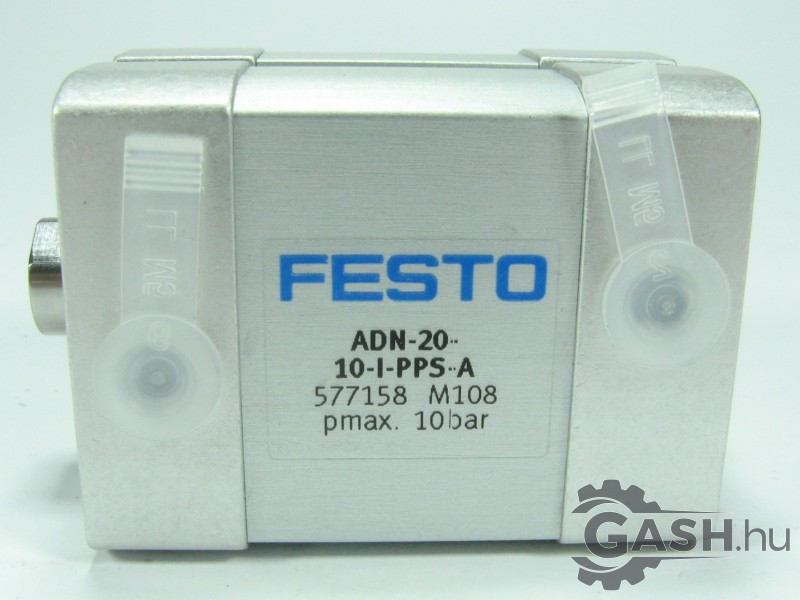 FESTO
ADN-20-
10-I-PPS-A
577158 M108
pmax. 10bar
GASH.hu